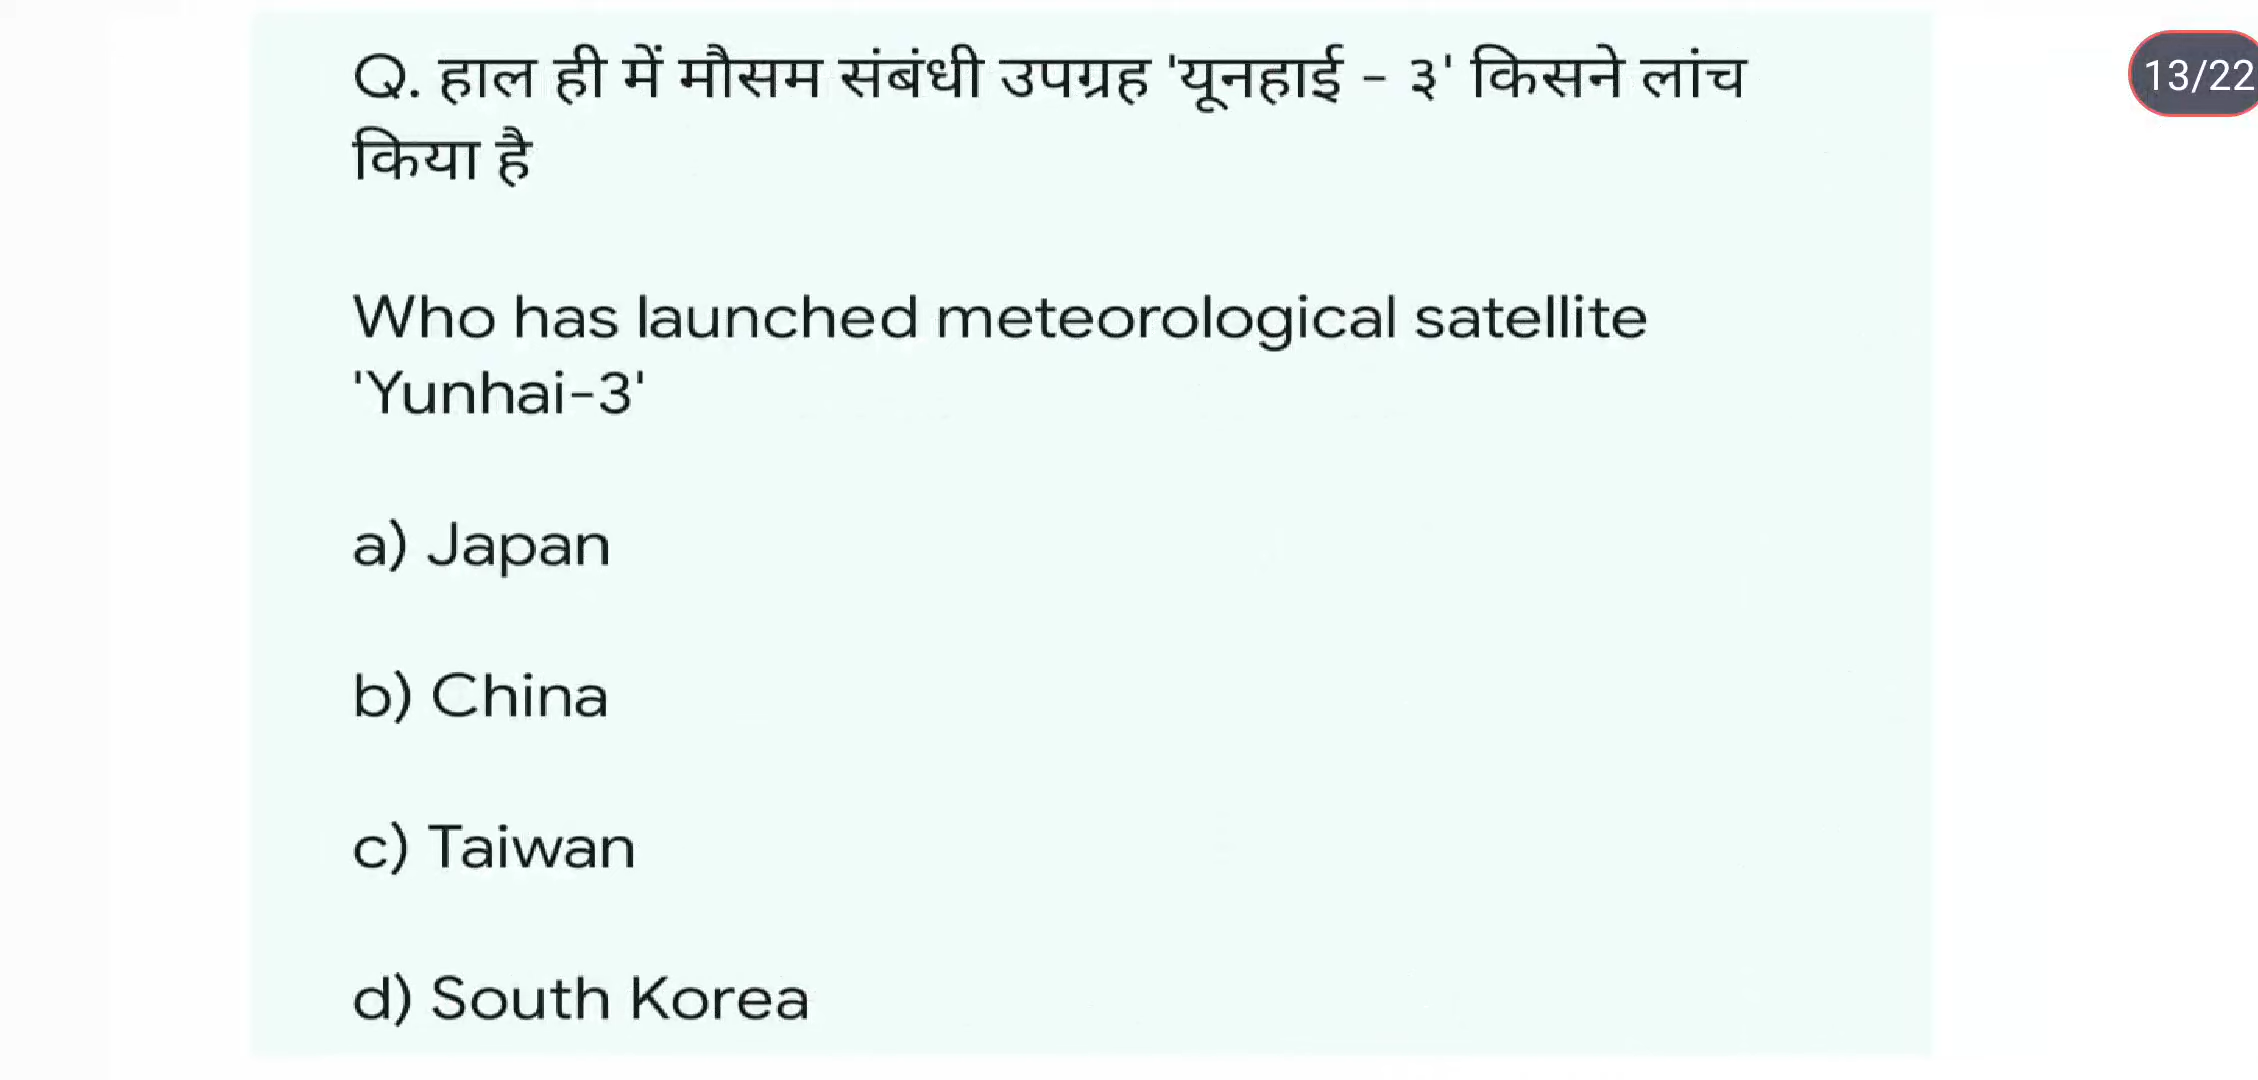 Q. हाल ही में मौसम संबंधी उपग्रह 'यूनहाई - ३' किसने लांच
किया है
13/22
Who has launched meteorological satellite
'Yunhai-3'
a) Japan
b) China
c) Taiwan
d) South Korea